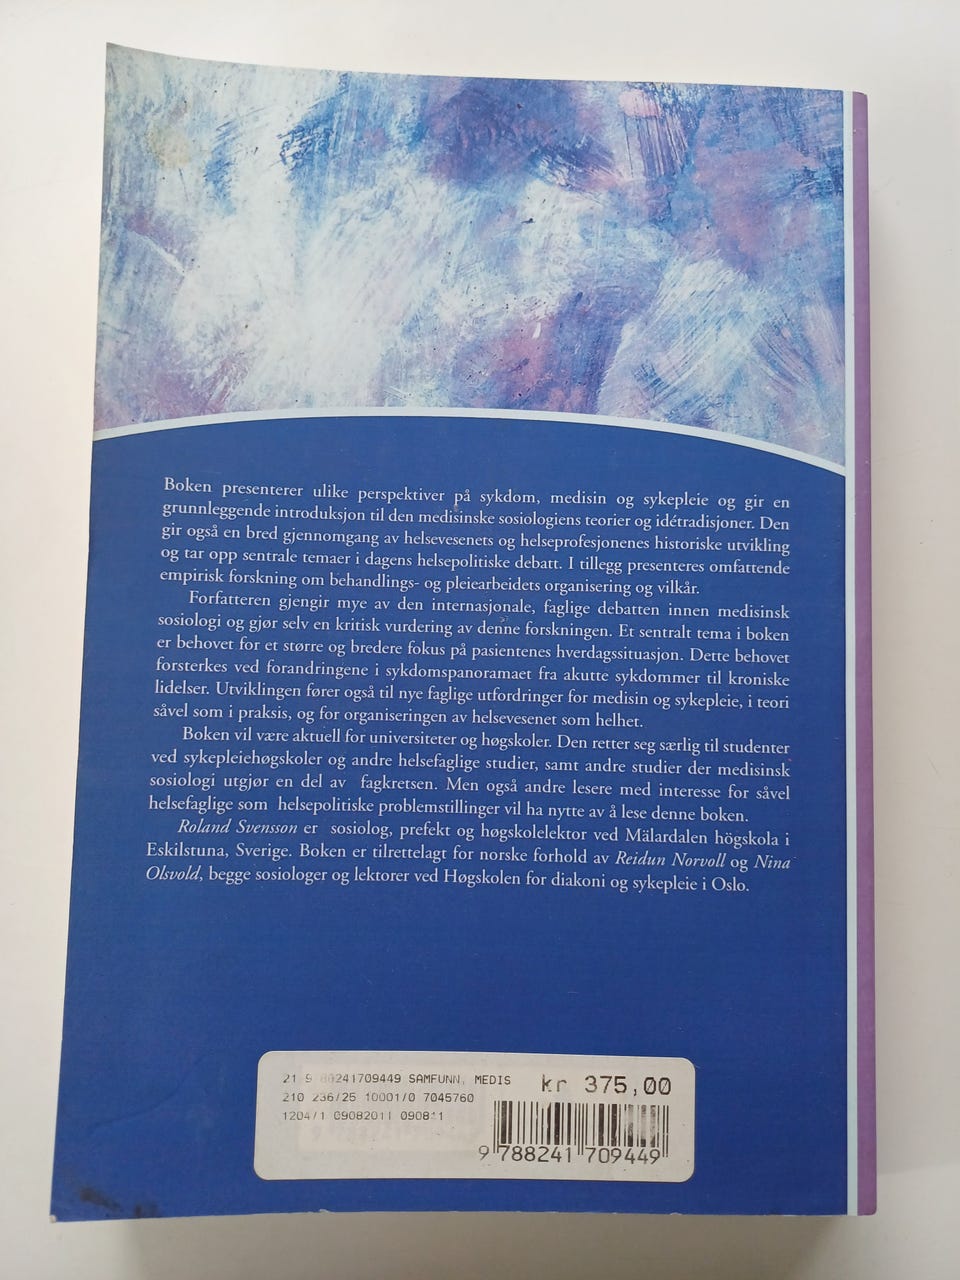 Boken presenterer ulike perspektiver på sykdom, medisin og sykepleie og gir en
grunnleggende introduksjon til den medisinske sosiologiens teorier og idétradisjoner. Den
gir også en bred gjennomgang av helsevesenets og helseprofesjonenes historiske utvikling
og tar opp sentrale temaer i dagens helsepolitiske debatt. I tillegg presenteres omfattende
empirisk forskning om behandlings- og pleiearbeidets organisering og vilkår.
Forfatteren gjengir mye av den internasjonale, faglige debatten innen medisinsk
sosiologi og gjør selv en kritisk vurdering av denne forskningen. Et sentralt tema i boken
er behovet for et større og bredere fokus på pasientenes hverdagssituasjon. Dette behovet
forsterkes ved forandringene i sykdomspanoramaet fra akutte sykdommer til kroniske
lidelser. Utviklingen fører også til nye faglige utfordringer for medisin og sykepleie, i teori
såvel som i praksis, og for organiseringen av helsevesenet som helhet.
Boken vil være aktuell for universiteter og høgskoler. Den retter seg særlig til studenter
ved sykepleiehøgskoler og andre helsefaglige studier, samt andre studier der medisinsk
sosiologi utgjør en del av fagkretsen. Men også andre lesere med interesse for såvel
helsefaglige som helsepolitiske problemstillinger vil ha nytte av å lese denne boken.
Roland Svensson er sosiolog, prefekt og høgskolelektor ved Mälardalen högskola i
Eskilstuna, Sverige. Boken er tilrettelagt for norske forhold av Reidun Norvoll og Nina
Olsvold, begge sosiologer og lektorer ved Høgskolen for diakoni og sykepleie i Oslo.
21 9 80241709449 SAMFUNN, MEDIS kr 375,00
210 236/25 10001/0 7045760
1204/1 09082011 090811
9 788241 709449